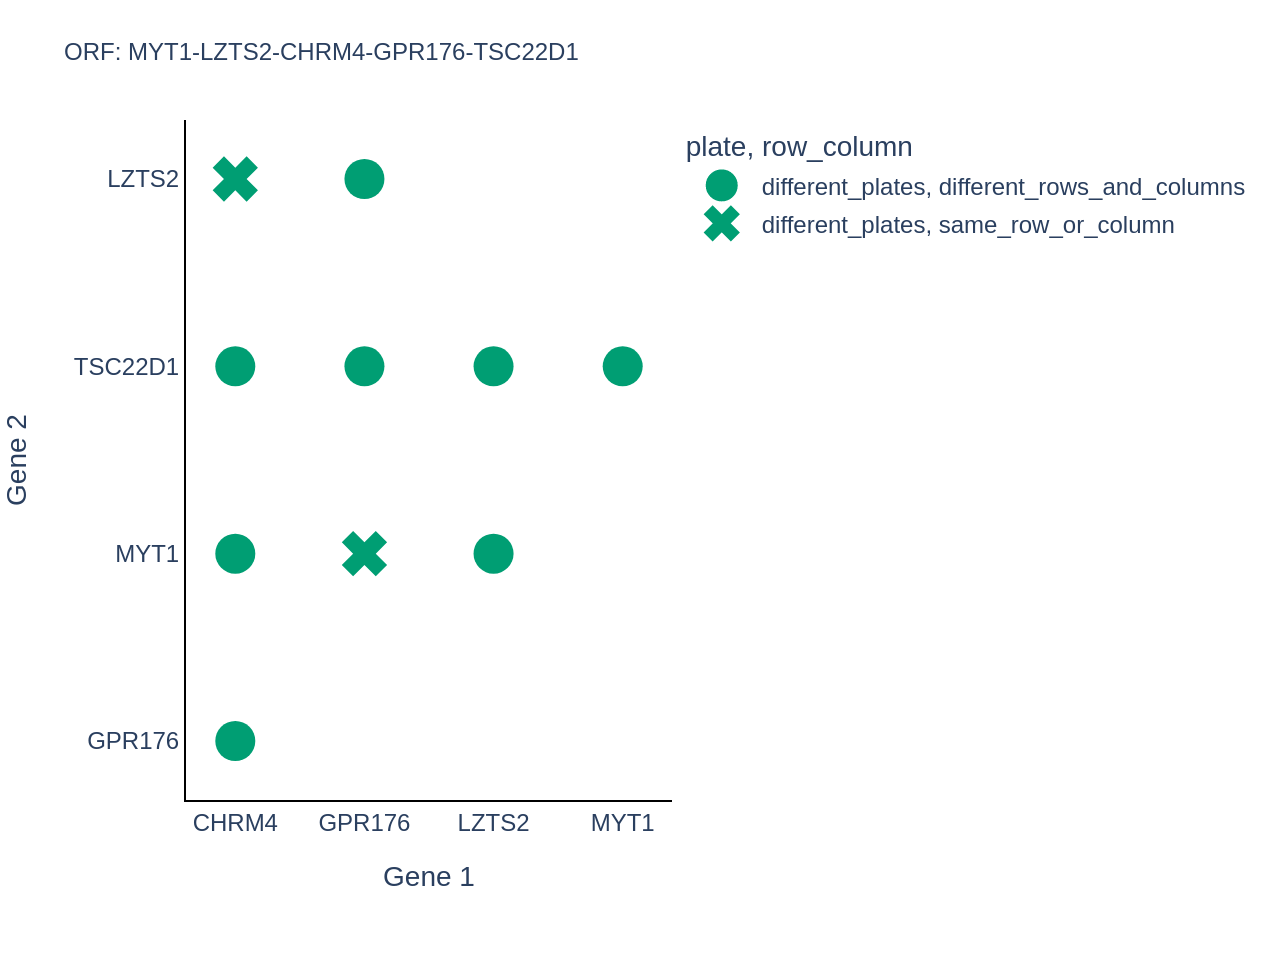 ORF: MYT1-LZTS2-CHRM4-GPR176-TSC22D1
plate, row_column
different_plates, different_rows_and_columns
different_plates, same_row_or_column
LZTS2
TSC22D1
MYT1
GPR176
Gene 2
CHRM4 GPR176 LZTS2 MYT1
Gene 1